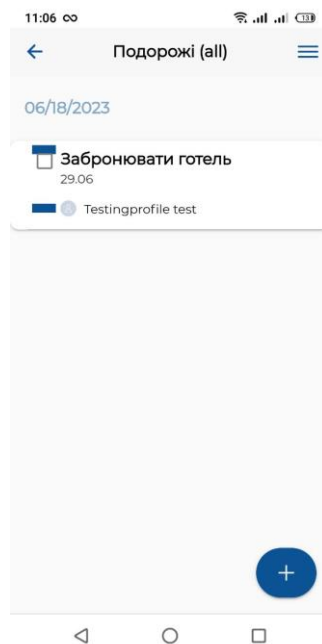 11:06
Подорожі (all)
06/18/2023
Забронювати готель
29.06
Testingprofile test